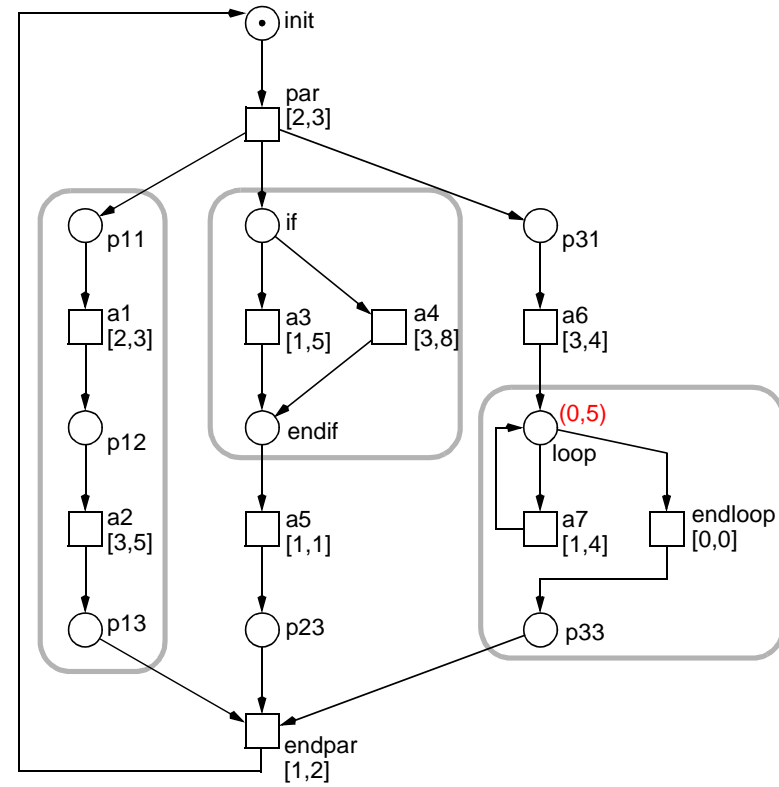 init
par
[2,3]
p11
if
p31
a1
[2,3]
a3
[1,5]
a4
[3,8]
a6
[3,4]
p12
endif
(0,5)
loop
a2
[3,5]
a5
[1,1]
a7
[1,4]
endloop
[0,0]
p13
p23
p33
endpar
[1,2]